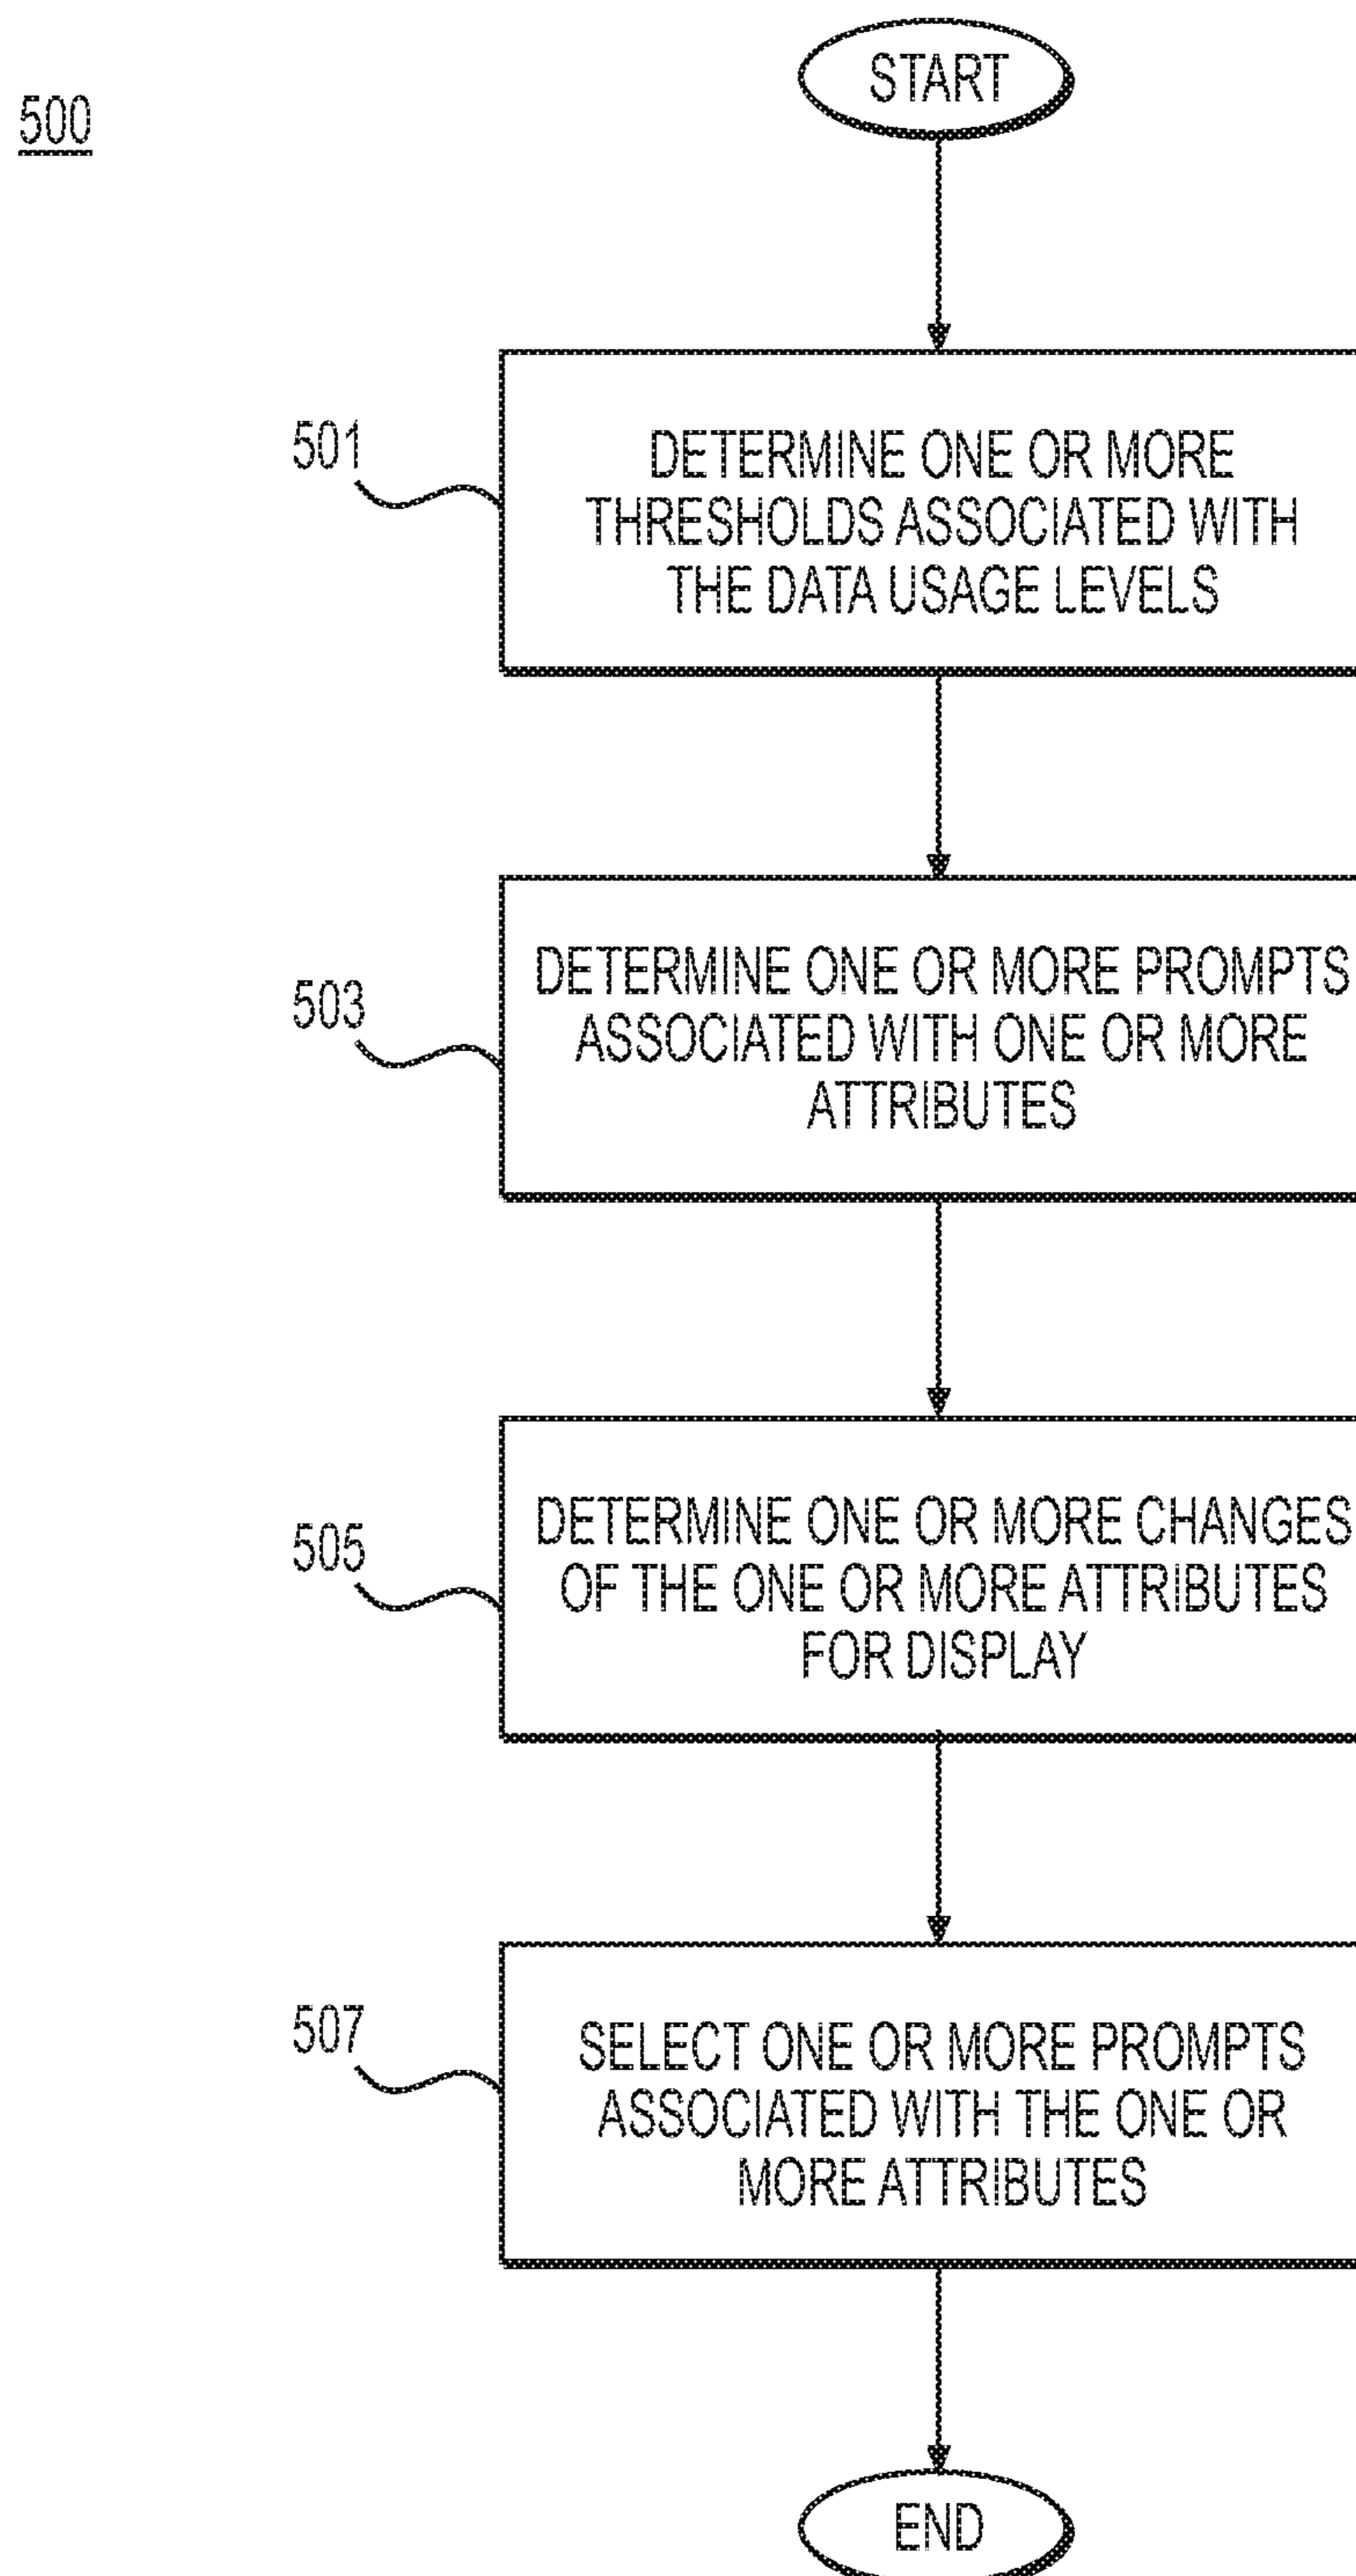 500
START
501
DETERMINE ONE OR MORE
THRESHOLDS ASSOCIATED WITH
THE DATA USAGE LEVELS
503
DETERMINE ONE OR MORE PROMPTS
ASSOCIATED WITH ONE OR MORE
ATTRIBUTES
505
DETERMINE ONE OR MORE CHANGES
OF THE ONE OR MORE ATTRIBUTES
FOR DISPLAY
507
SELECT ONE OR MORE PROMPTS
ASSOCIATED WITH THE ONE OR
MORE ATTRIBUTES
END